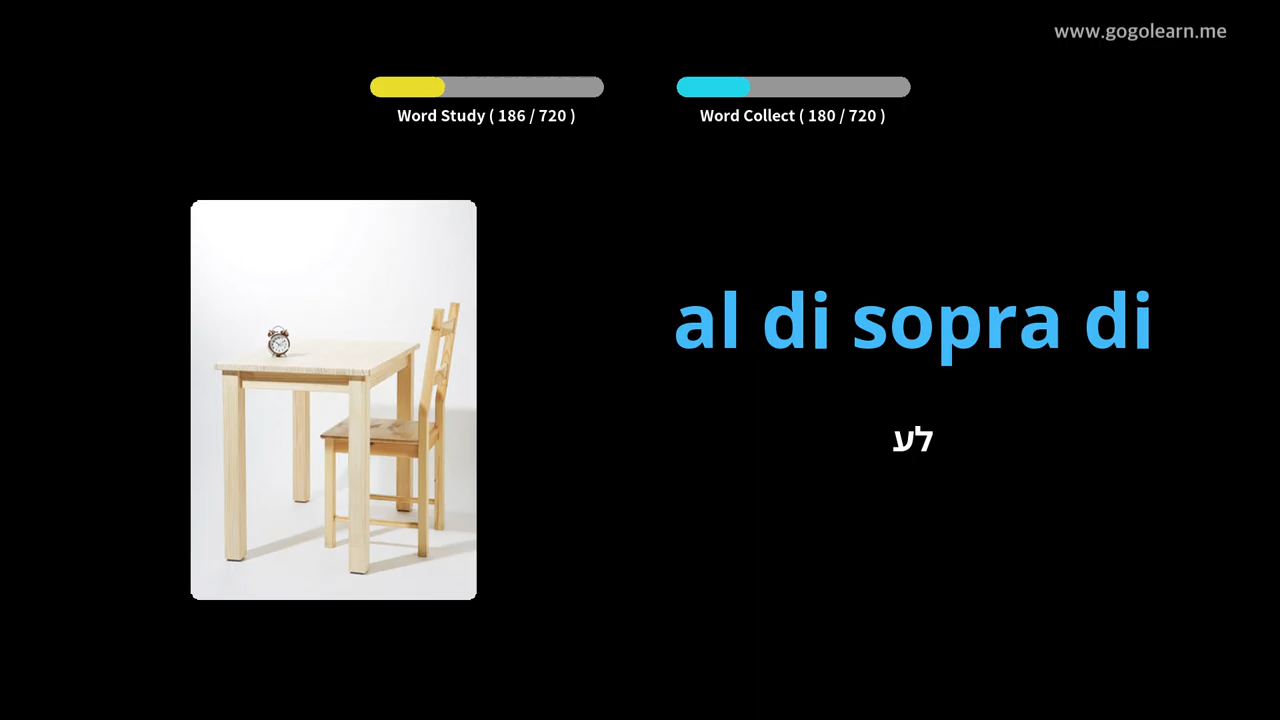 www.gogolearn.me
Word Study ( 186 / 720 )
Word Collect ( 180 / 720 )
al di sopra di
לע